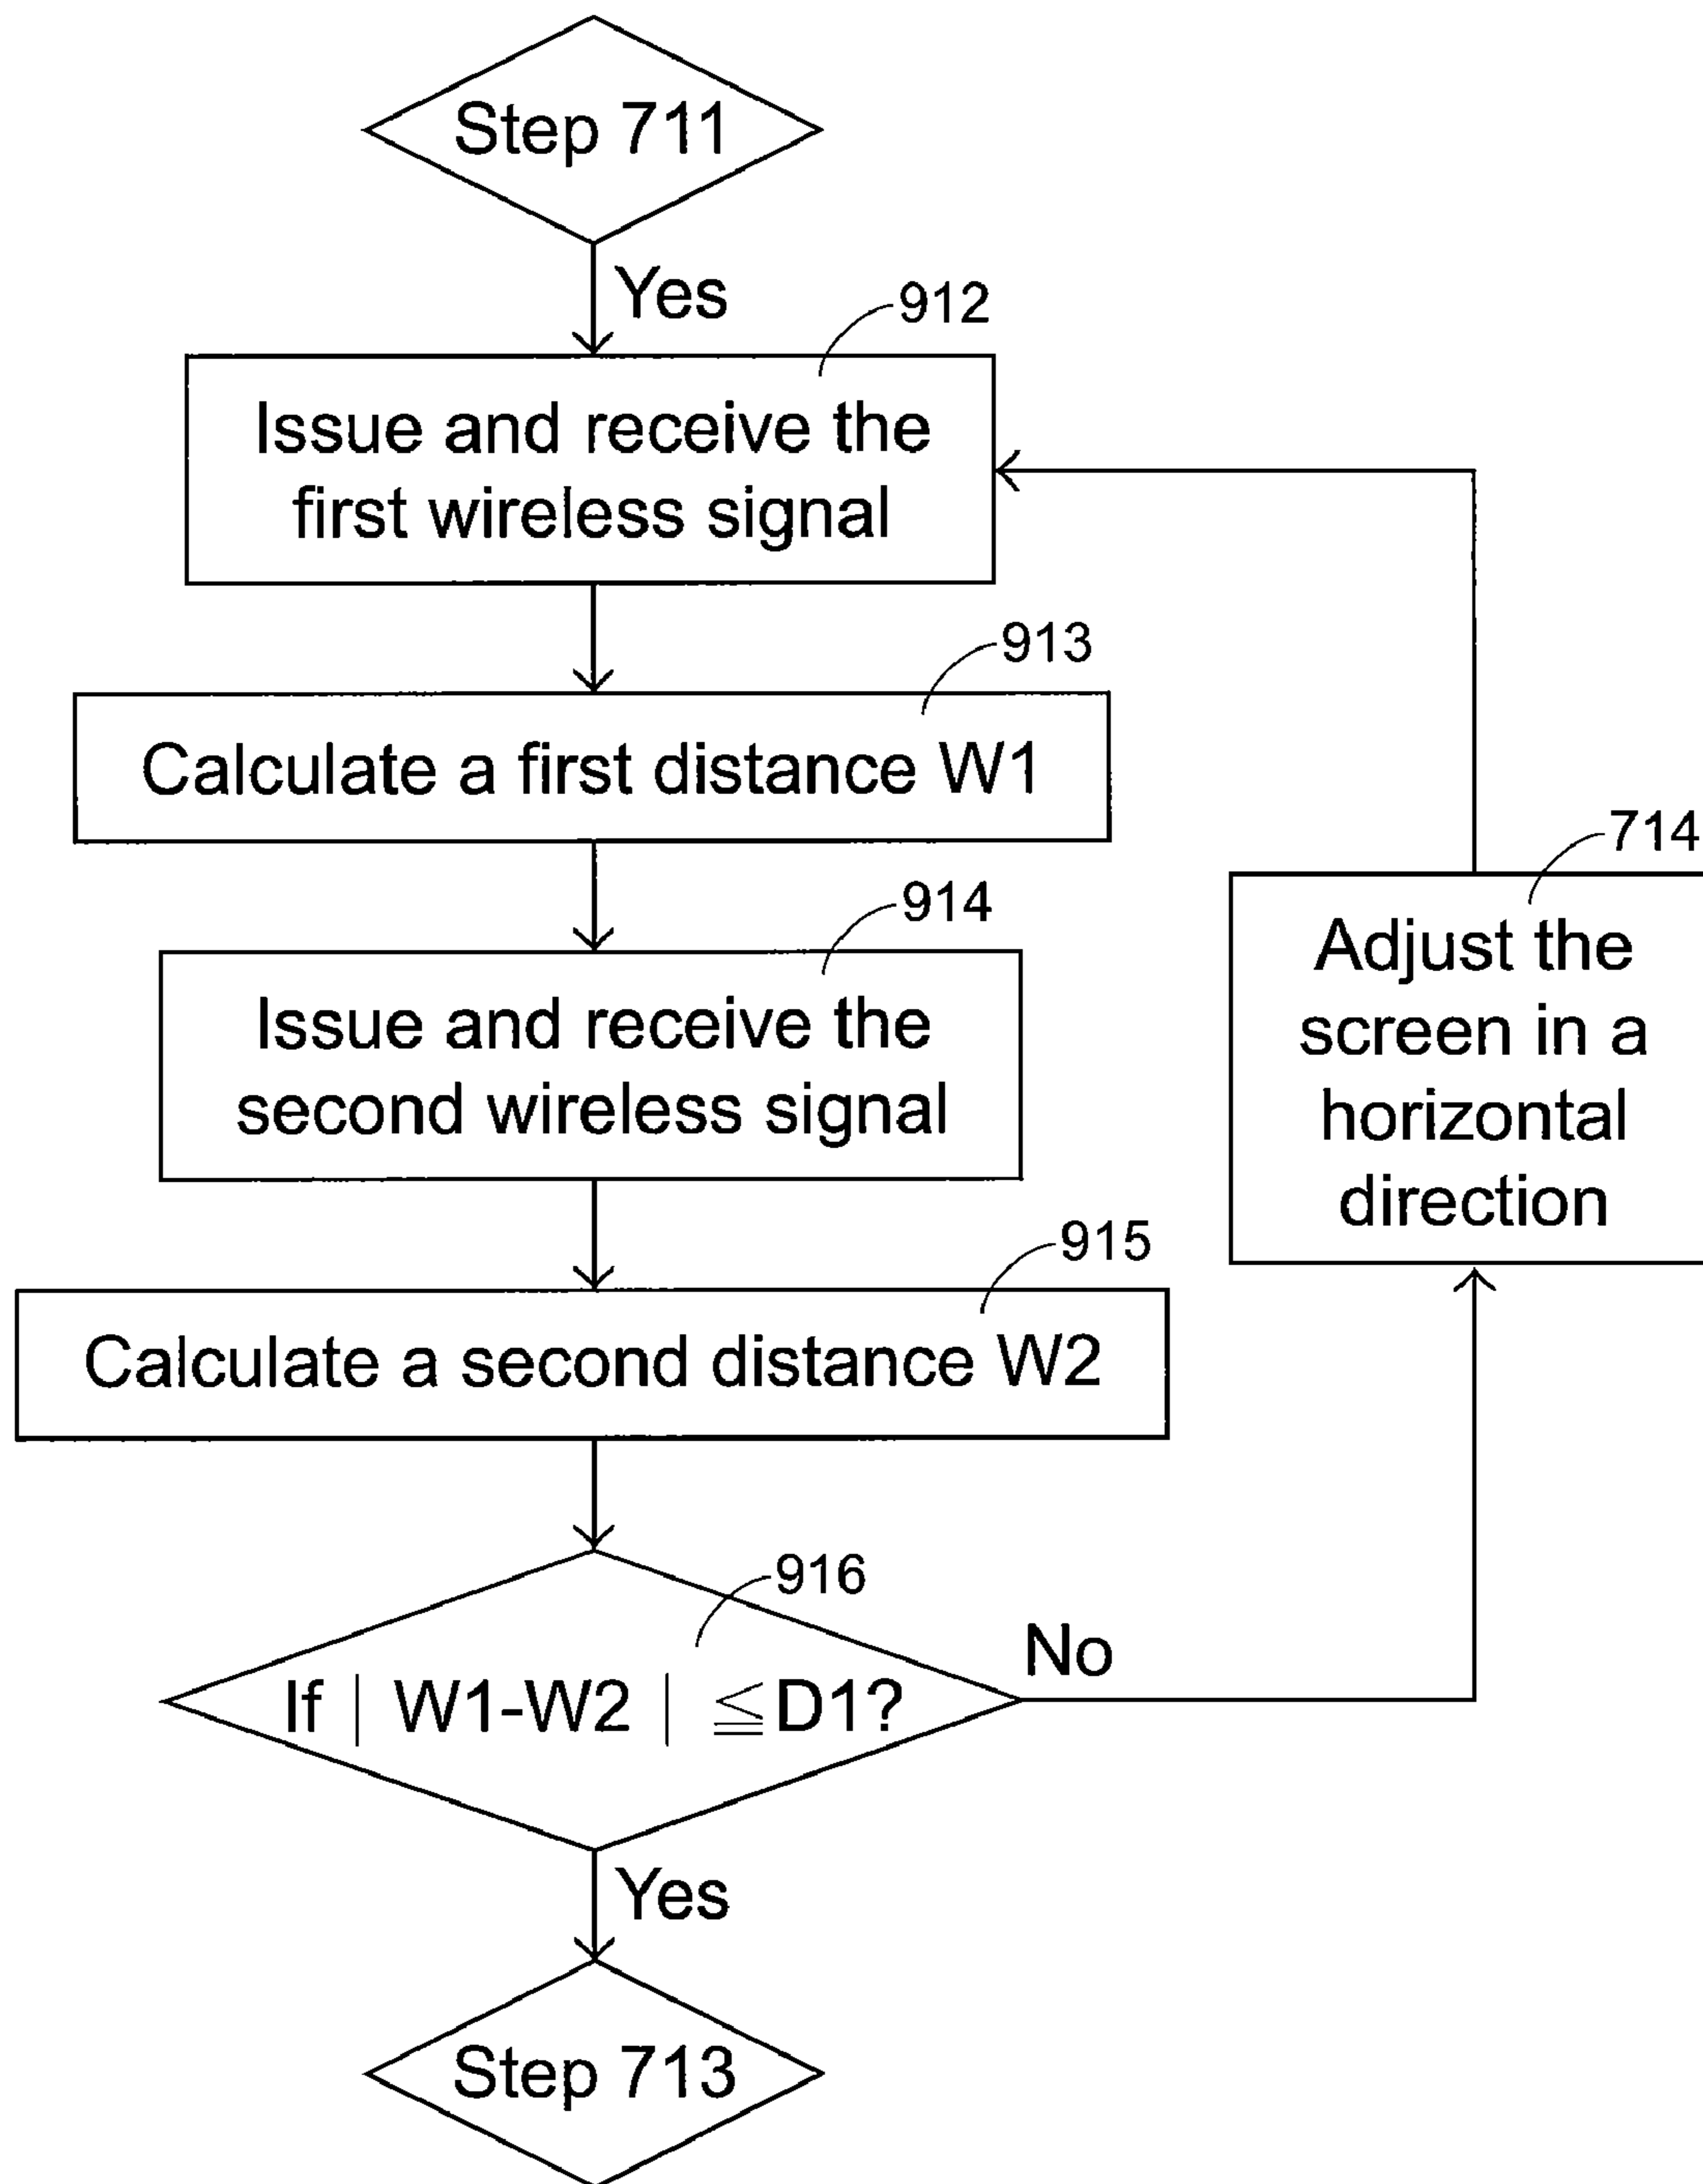 Step 711
Yes
912
Issue and receive the
first wireless signal
913
Calculate a first distance W1
914
Issue and receive the
second wireless signal
915
Calculate a second distance W2
916
If | W1-W2 | ≦D1?
No
714
Adjust the
screen in a
horizontal
direction
Yes
Step 713